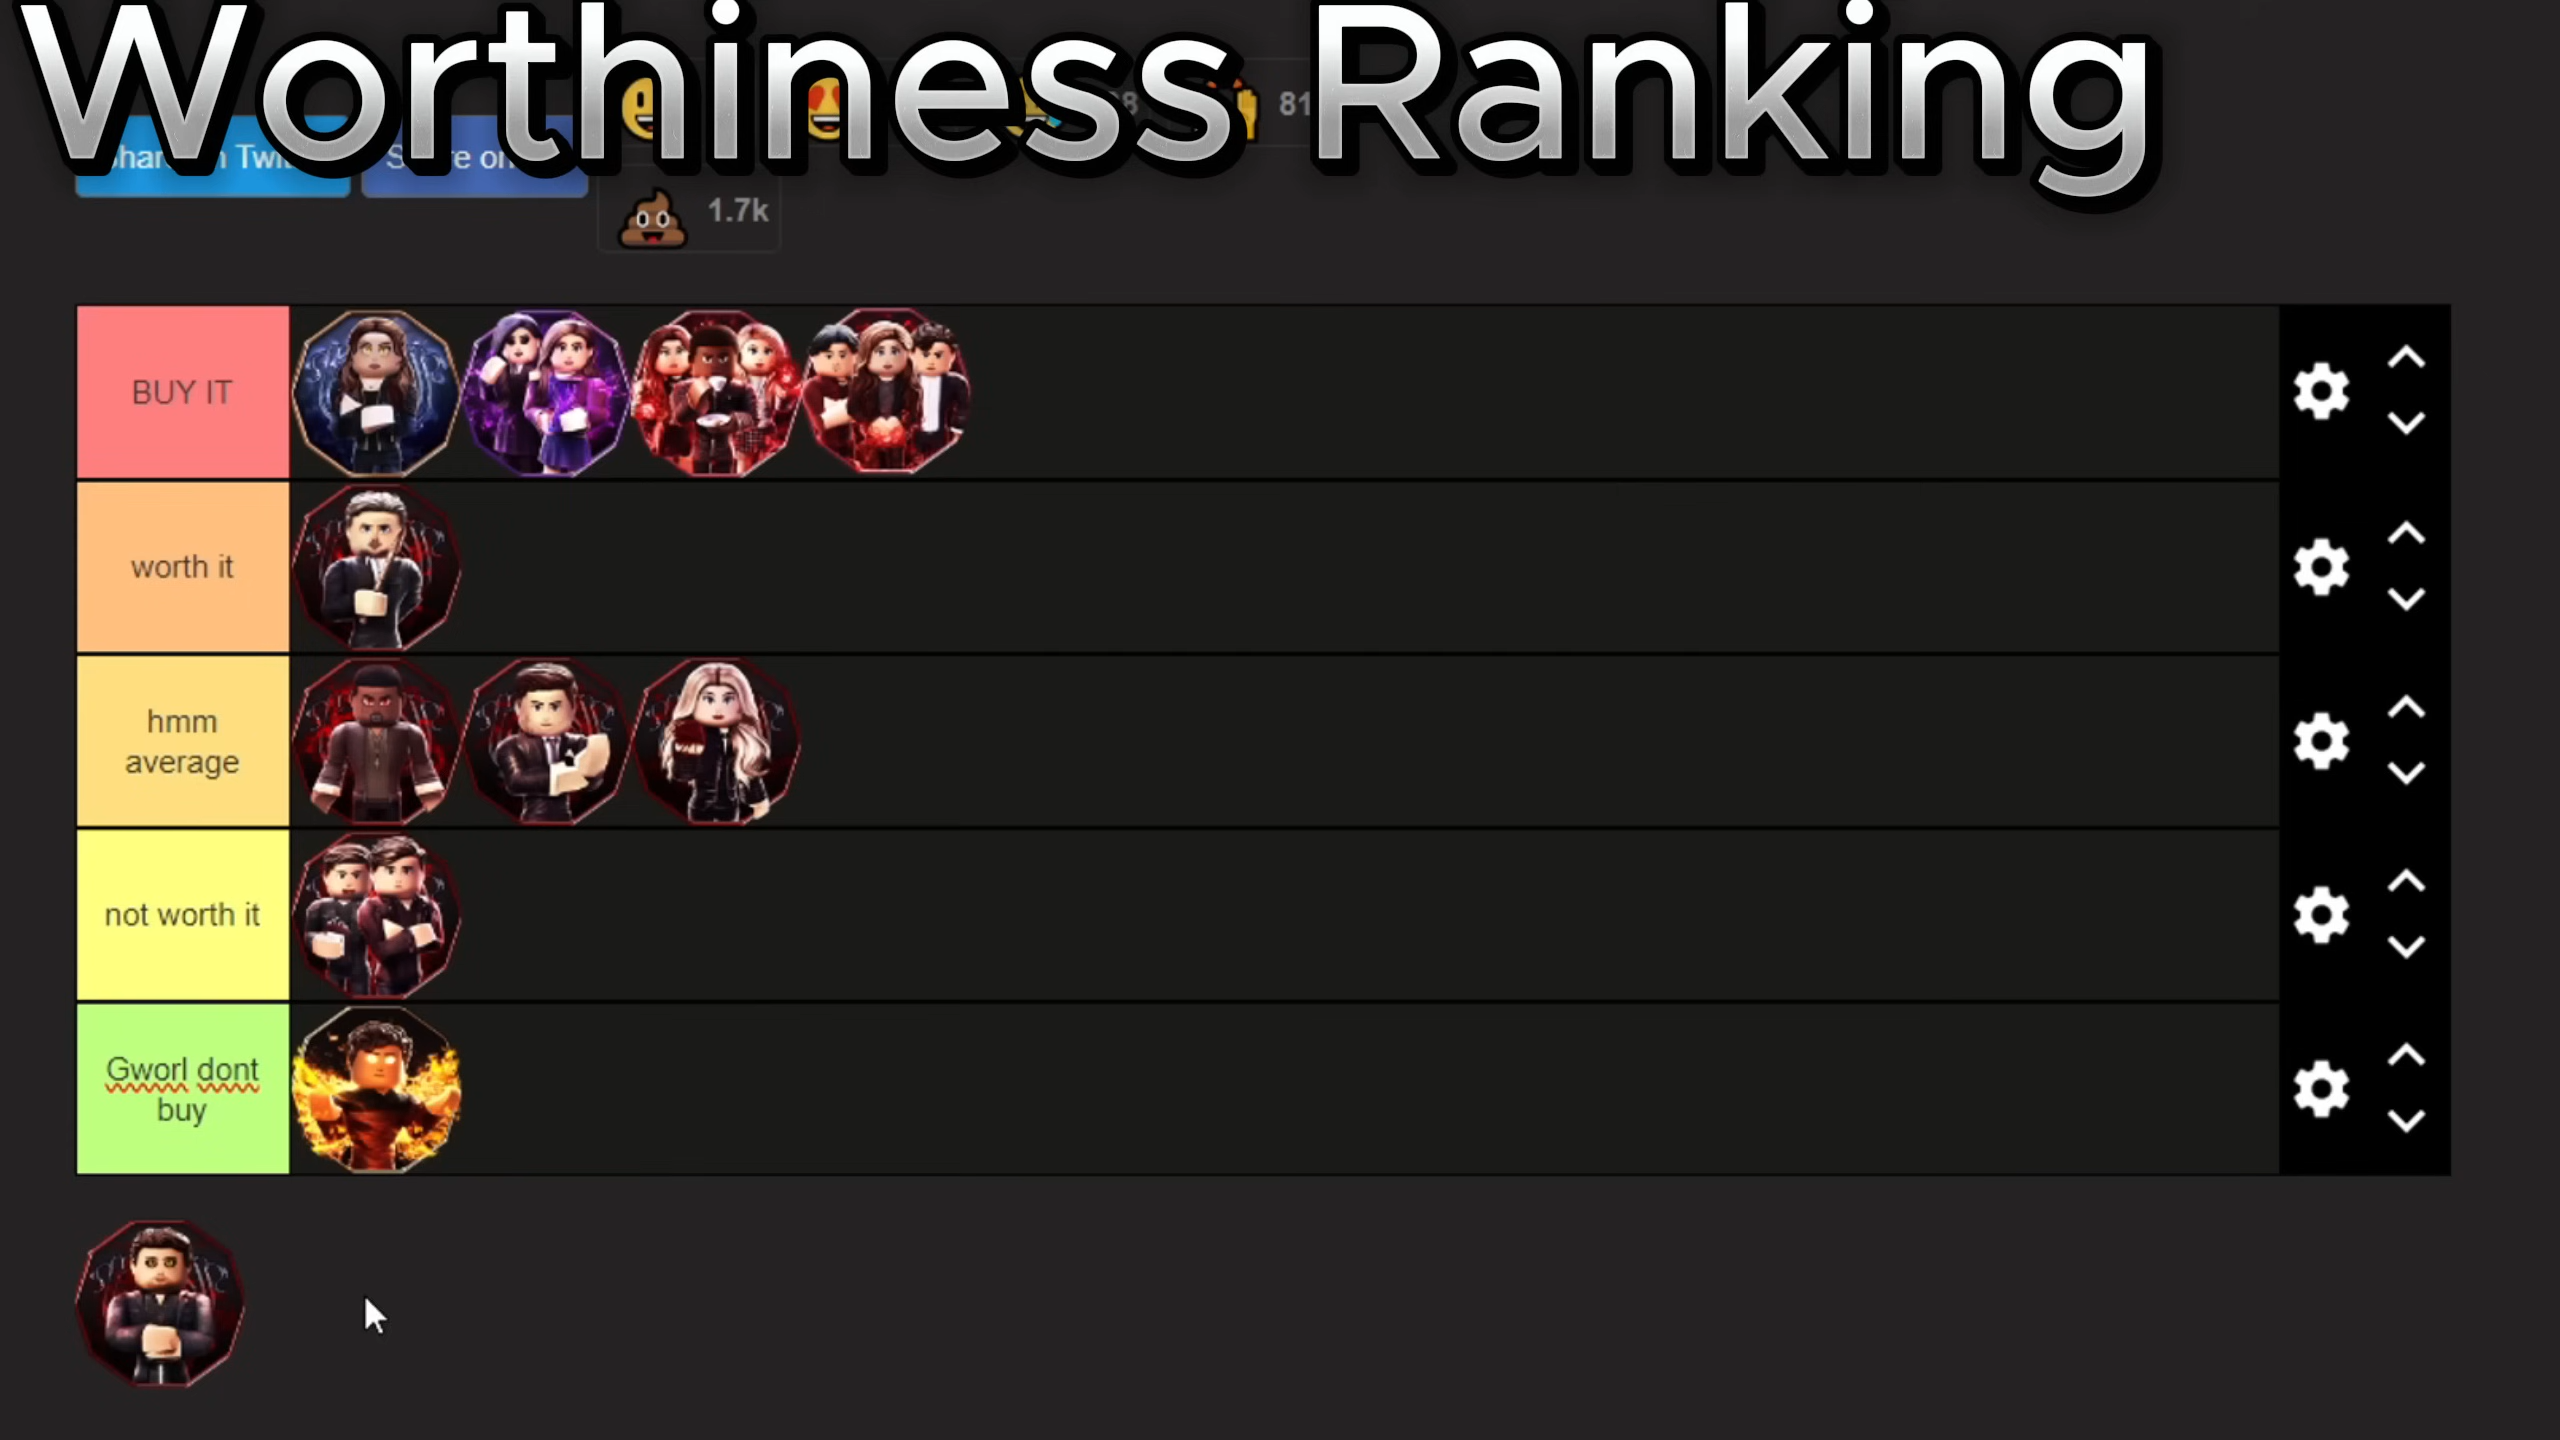 Worthiness Ranking
81
1.7k
BUY IT
worth it
hmm
average
not worth it
Gworl dont
buy